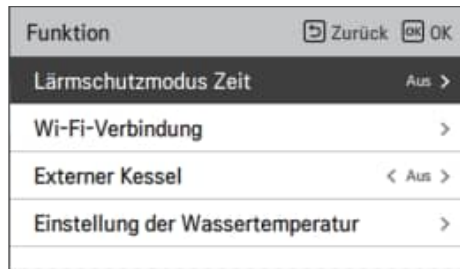 Funktion Zurück OK OK
Lärmschutzmodus Zeit Aus >
Wi-Fi-Verbindung >
Externer Kessel < Aus >
Einstellung der Wassertemperatur >